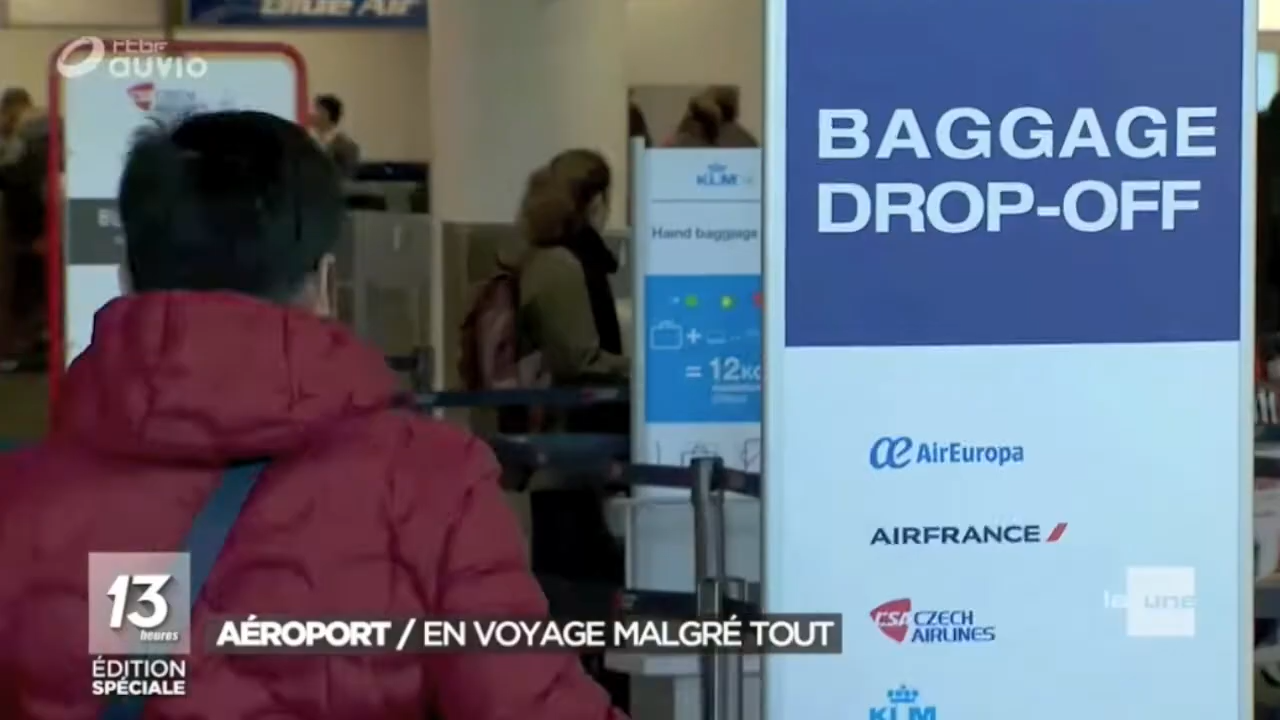 Blue Air
rtbf
auvio
CZECH
KLM
Hand baggage
+
= 12KG
BAGGAGE
DROP-OFF
AirEuropa
AIRFRANCE
CSA CZECH
AIRLINES
KLM
la une
13
heures
ÉDITION
SPÉCIALE
AÉROPORT / EN VOYAGE MALGRÉ TOUT